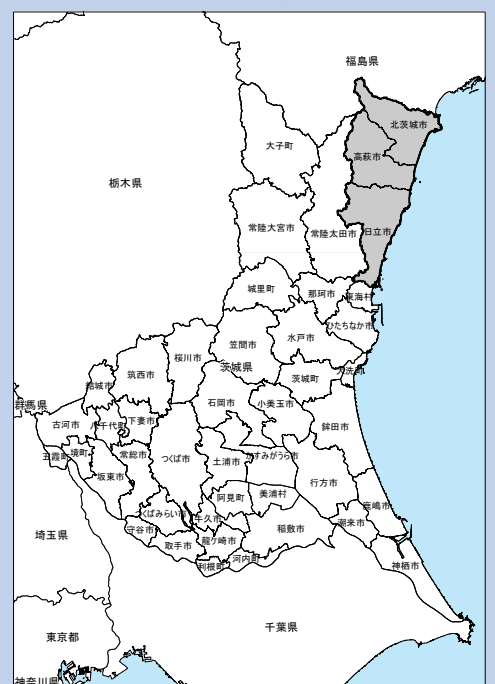 福島県
北茨城市
大子町
高萩市
栃木県
常陸大宮市
常陸太田市
日立市
城里町
那珂市
東海村
ひたちなか市
笠間市
水戸市
桜川市
茨城県
筑西市
茨城町
大洗町
結城市
群馬県
石岡市
小美玉市
古河市
八千代町
下妻市
鉾田市
五霞町
境町
常総市
つくば市
土浦市
かすみがうら市
坂東市
行方市
阿見町
美浦村
鹿嶋市
つくばみらい市
牛久市
潮来市
守谷市
稲敷市
埼玉県
取手市
龍ケ崎市
利根町
河内町
神栖市
千葉県
東京都
神奈川県